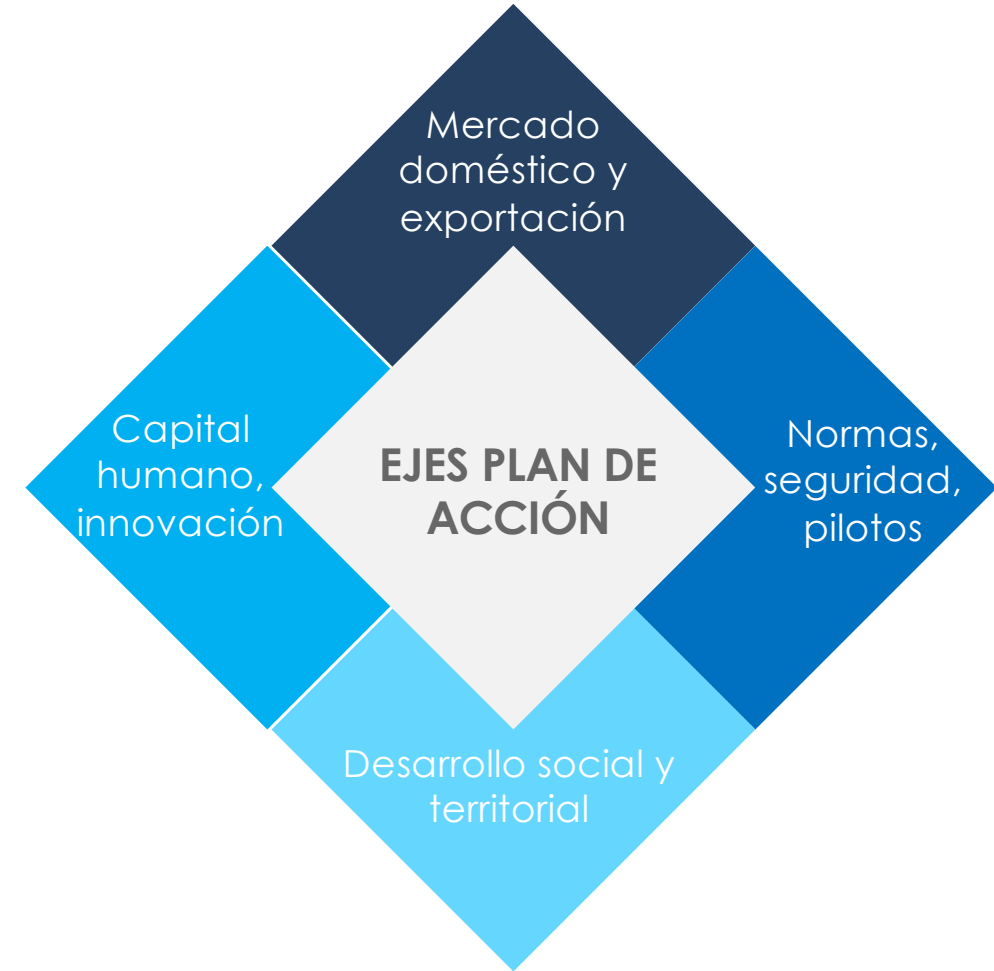 Mercado
doméstico y
exportación
Capital
humano,
innovación
EJES PLAN DE
ACCIÓN
Normas,
seguridad,
pilotos
Desarrollo social y
territorial